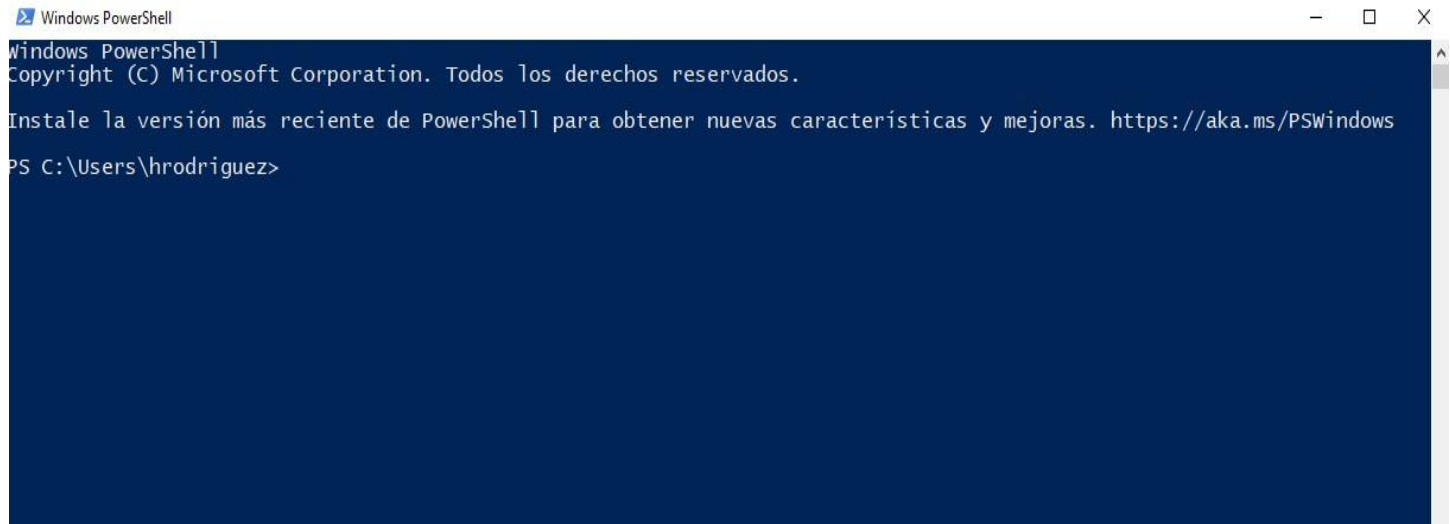 Windows PowerShell
Windows PowerShell
Copyright (C) Microsoft Corporation. Todos los derechos reservados.
Instale la versión más reciente de PowerShell para obtener nuevas características y mejoras. https://aka.ms/PSWindows
PS C:\Users\hrodriguez>